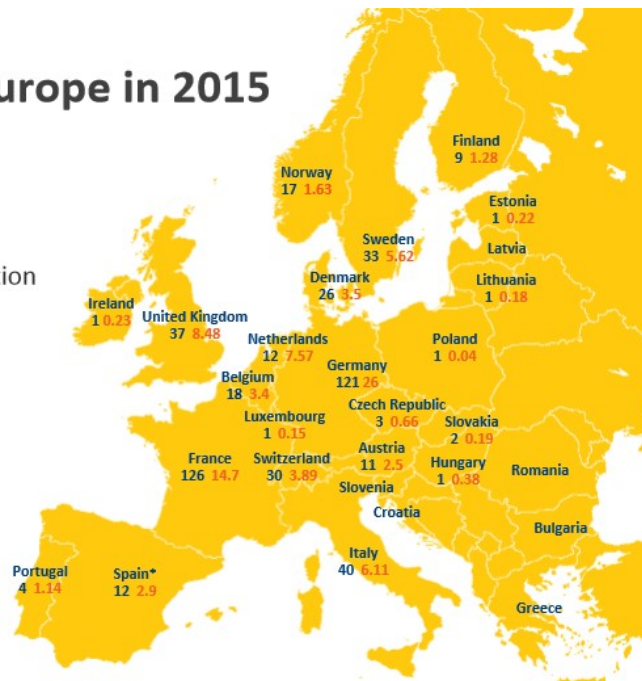 urope in 2015
tion
Finland
9 1.28
Norway
17 1.63
Estonia
1 0.22
Sweden
33 5.62
Latvia
Denmark
26 3.5
Lithuania
1 0.18
Ireland
1 0.23
United Kingdom
37 8.48
Netherlands
12 7.57
Poland
1 0.04
Germany
121 26
Belgium
18 3.4
Czech Republic
3 0.66
Luxembourg
1 0.15
Slovakia
2 0.19
France
126 14.7
Switzerland
30 3.89
Austria
11 2.5
Hungary
1 0.38
Romania
Slovenia
Croatia
Bulgaria
Italy
40 6.11
Portugal
4 1.14
Spain*
12 2.9
Greece